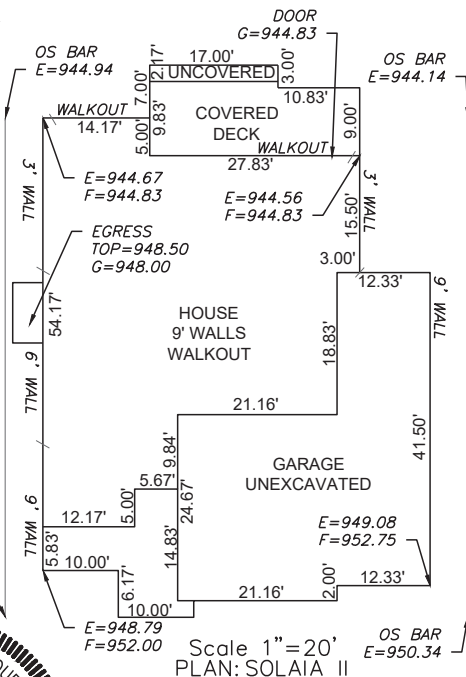 DOOR
G=944.83
OS BAR
E=944.94
17.00'
UNCOVERED
2.17'
3.00'
OS BAR
E=944.14
7.00'
10.83'
WALKOUT
14.17'
COVERED
DECK
5.00'
9.83'
9.00'
WALKOUT
27.83'
3' WALL
E=944.67
F=944.83
E=944.56
F=944.83
3' WALL
15.50'
EGRESS
TOP=948.50
G=948.00
3.00'
12.33'
9' WALL
54.17'
HOUSE
9' WALLS
WALKOUT
18.83'
6' WALL
21.16'
41.50'
9.84'
GARAGE
UNEXCAVATED
5.67'
24.67'
9' WALL
12.17'
5.00'
14.83'
E=949.08
F=952.75
5.83'
10.00'
6.17'
21.16'
2.00'
12.33'
10.00'
E=948.79
F=952.00
Scale 1"=20'
PLAN: SOLAIA II
OS BAR
E=950.34